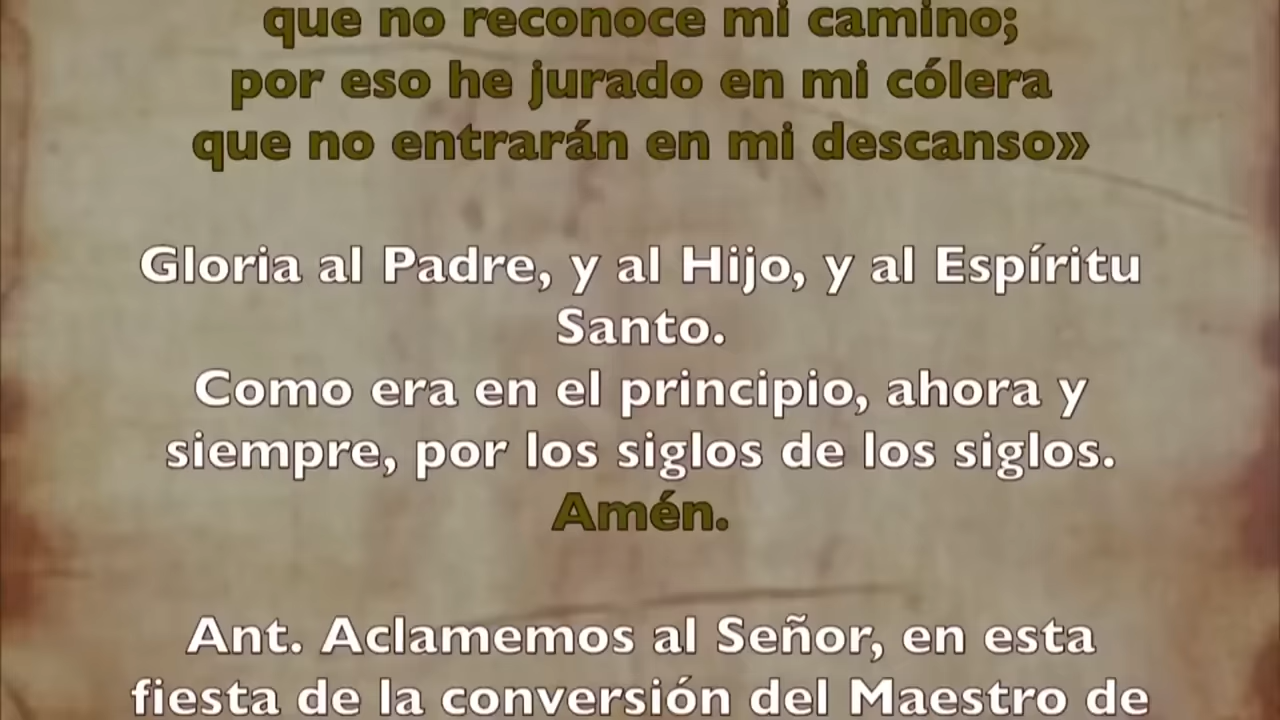 que no reconoce mi camino;
por eso he jurado en mi cólera
que no entrarán en mi descanso»
Gloria al Padre, y al Hijo, y al Espíritu
Santo.
Como era en el principio, ahora y
siempre, por los siglos de los siglos.
Amén.
Ant. Aclamemos al Señor, en esta
fiesta de la conversión del Maestro de